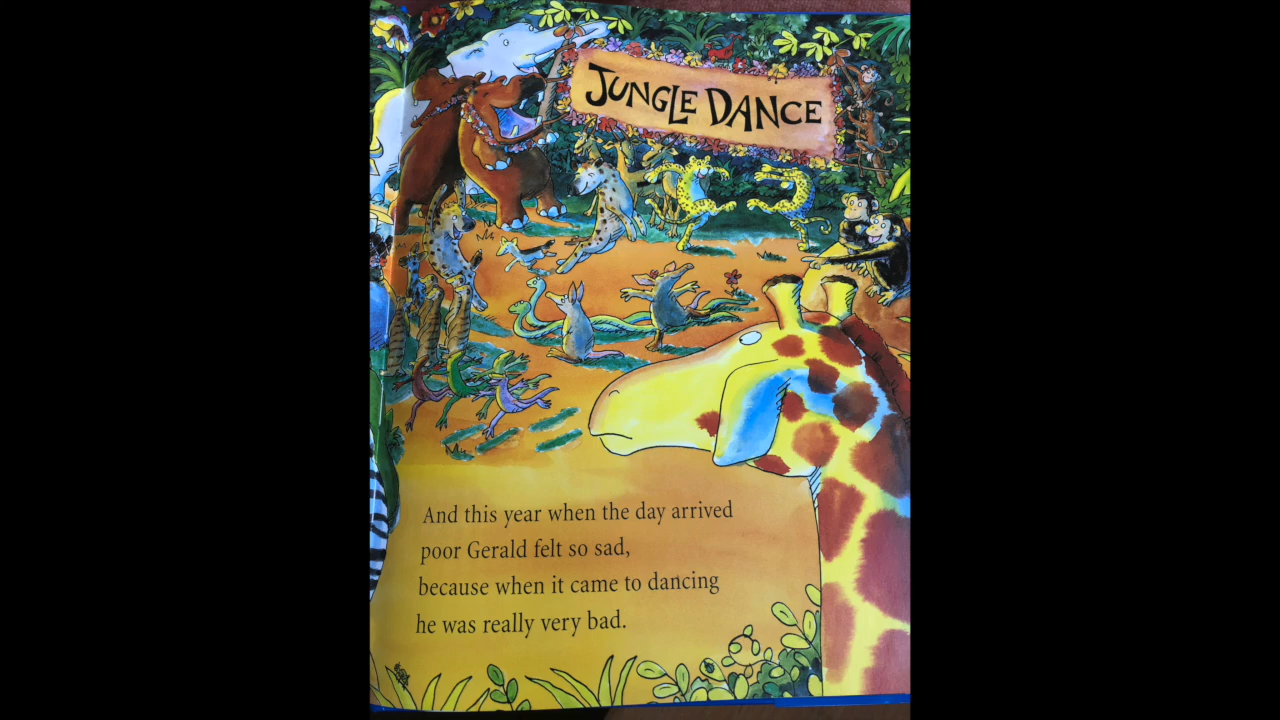 JUNGLE DANCE
And this year when the day arrived
poor Gerald felt so sad,
because when it came to dancing
he was really very bad.